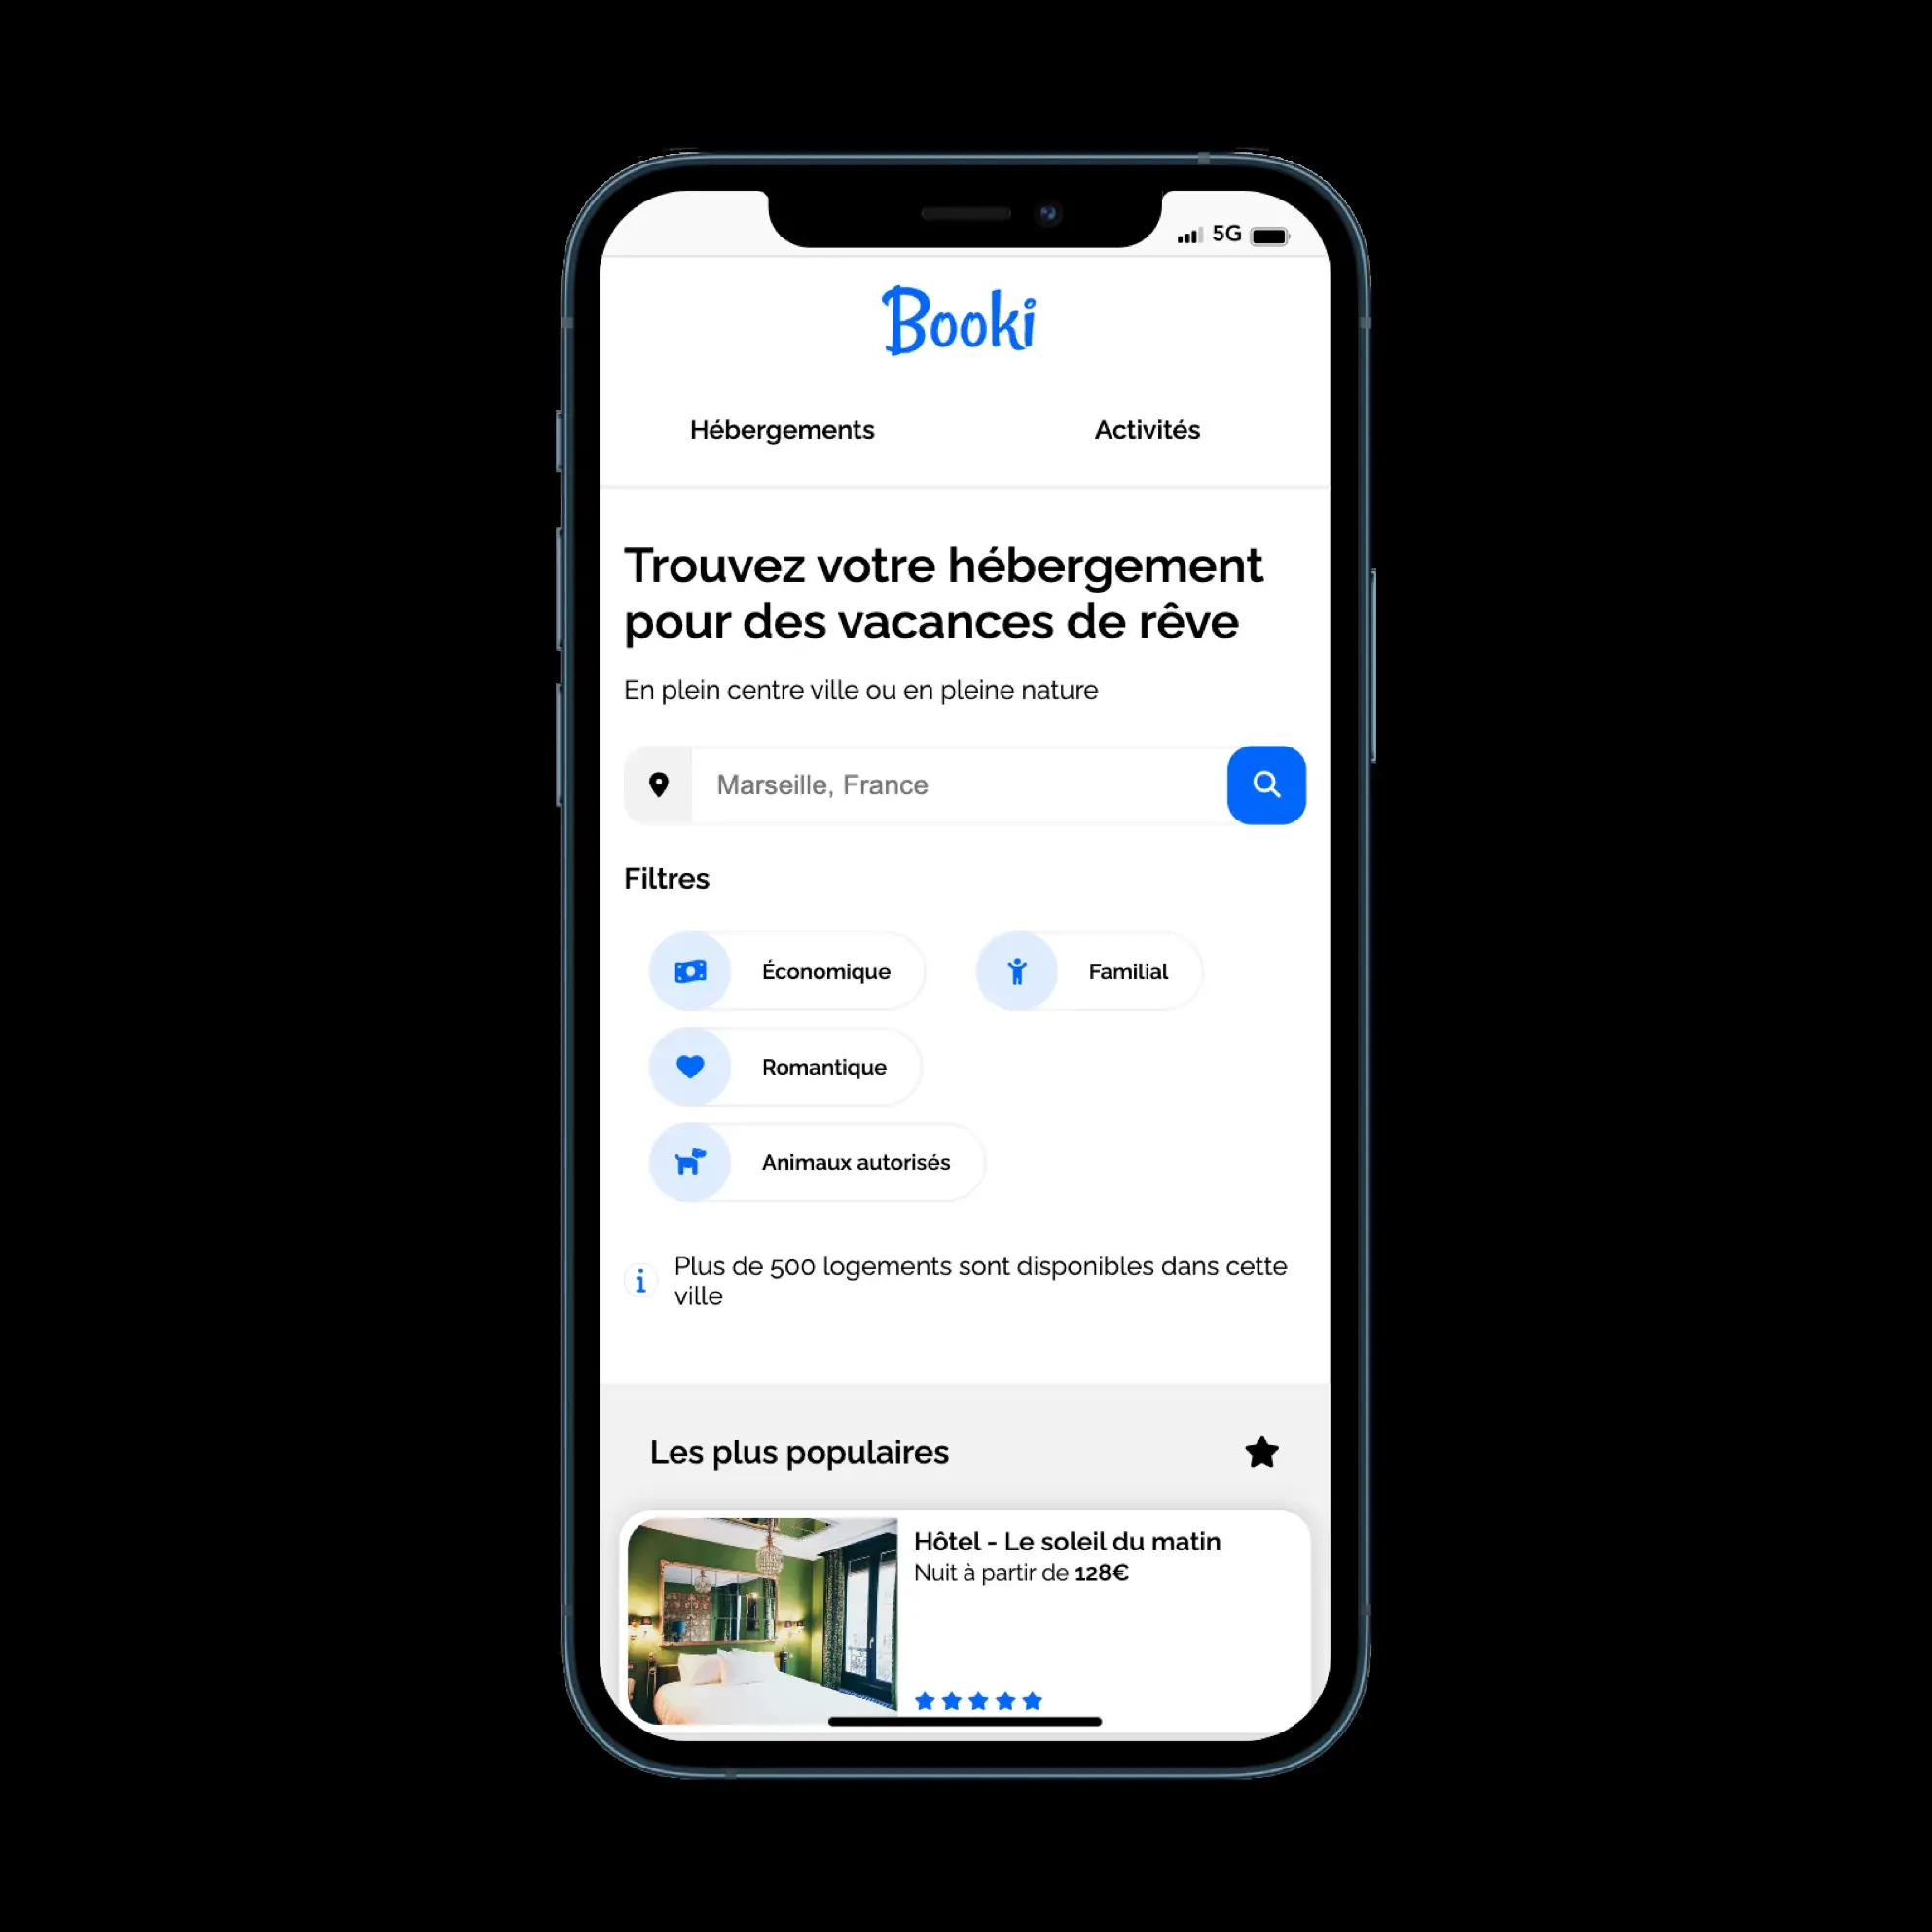 5G
Booki
Hébergements
Activités
Trouvez votre hébergement
pour des vacances de rêve
En plein centre ville ou en pleine nature
Marseille, France
Filtres
Économique
Familial
Romantique
Animaux autorisés
i
Plus de 500 logements sont disponibles dans cette
ville
Les plus populaires
Hôtel - Le soleil du matin
Nuit à partir de 128€